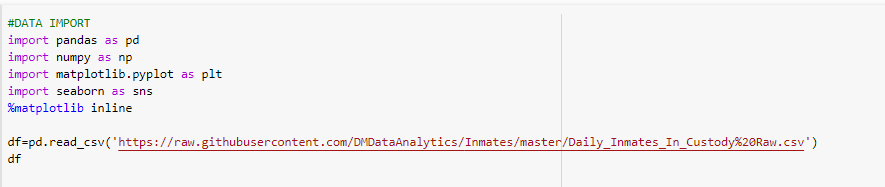 #DATA IMPORT
import pandas as pd
import numpy as np
import matplotlib.pyplot as plt
import seaborn as sns
%matplotlib inline
df=pd.read_csv('https://raw.githubusercontent.com/DMDataAnalytics/Inmates/master/Daily_Inmates_In_Custody%20Raw.csv')
df